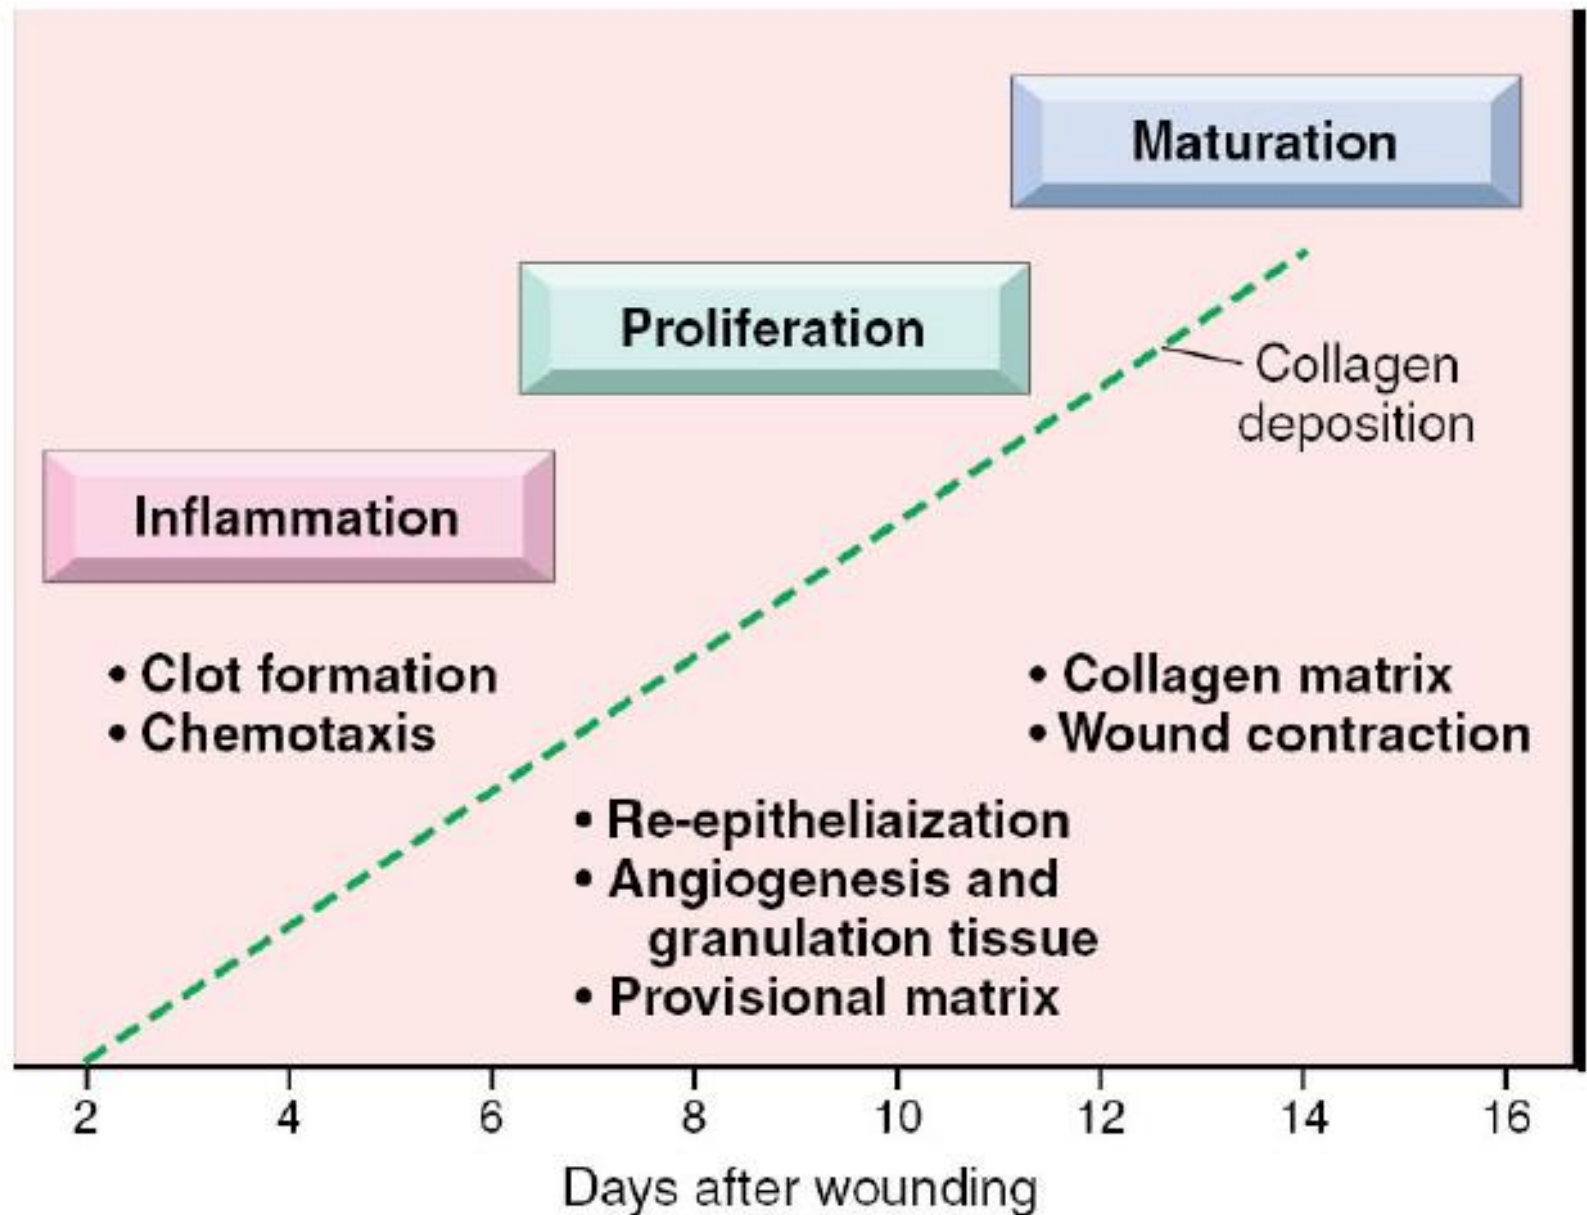 Maturation
Proliferation
Collagen
deposition
Inflammation
• Clot formation
• Chemotaxis
• Collagen matrix
• Wound contraction
• Re-epitheliaization
• Angiogenesis and
granulation tissue
• Provisional matrix
2 4 6 8 10 12 14 16
Days after wounding